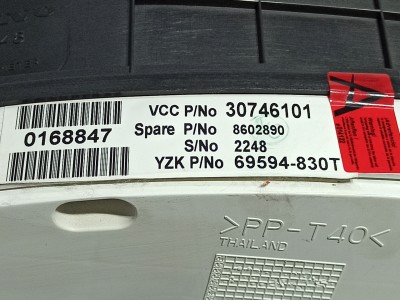 VCC P/No 30746101
0168847
Spare P/No 8602890
S/No 2248
YZK P/No 69594-830T
>PP-T40<
THAILAND